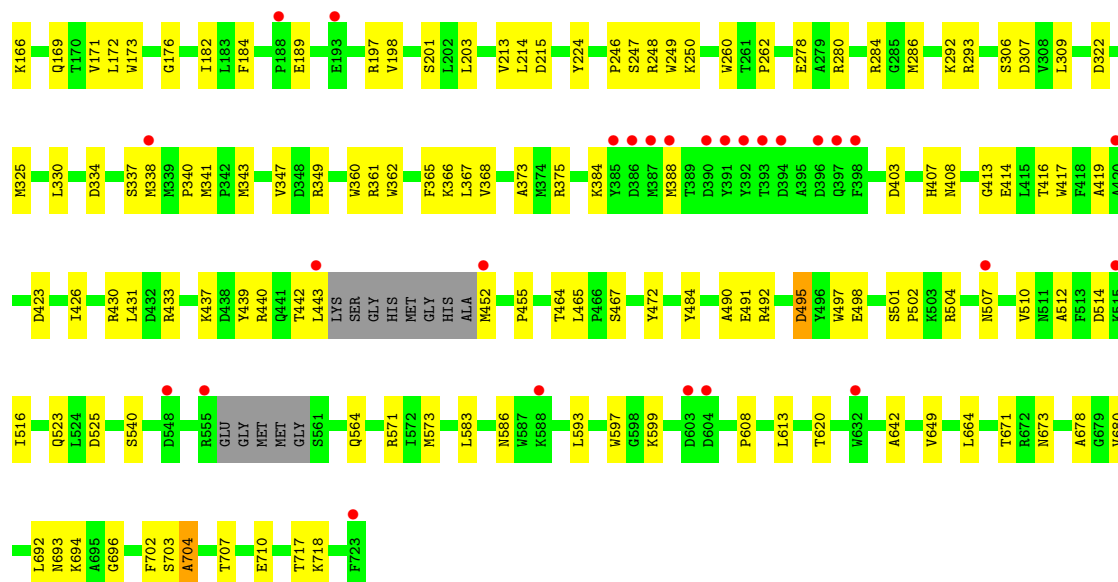 K166 Q169 T170 V171 L172 W173 G176 I182 L183 F184 P188 E189 E193 R197 V198 S201 L202 L203 V213 L214 D215 Y224 P246 S247 R248 W249 K250 W260 T261 P262 E278 A279 R280 R284 G285 M286 K292 R293 S306 D307 V308 L309 D322
M325 L330 D334 S337 M338 M339 P340 M341 P342 M343 V347 D348 R349 W360 R361 W362 F365 K366 L367 V368 A373 M374 R375 K384 Y385 D386 M387 M388 T389 D390 Y391 Y392 T393 D394 A395 D396 Q397 F398 D403 H407 N408 G413 E414 L415 T416 W417 F418 A419
D423 I426 R430 L431 D432 R433 K437 D438 Y439 R440 Q441 T442 L443 LYS SER GLY HIS MET GLY HIS ALA M452 P455 T464 L465 P466 S467 Y472 Y484 A490 E491 R492 D495 Y496 W497 E498 S501 P502 K503 R504 N507 V510 N511 A512 F513 D514
I516 Q523 L524 D525 S540 D548 R555 GLU GLY MET MET GLY S561 Q564 R571 I572 M573 L583 N586 W587 K588 L593 W597 G598 K599 D603 D604 P608 L613 T620 W632 A642 V649 L664 T671 R672 N673 A678 G679
L692 N693 K694 A695 G696 F702 S703 A704 T707 E710 T717 K718 F723